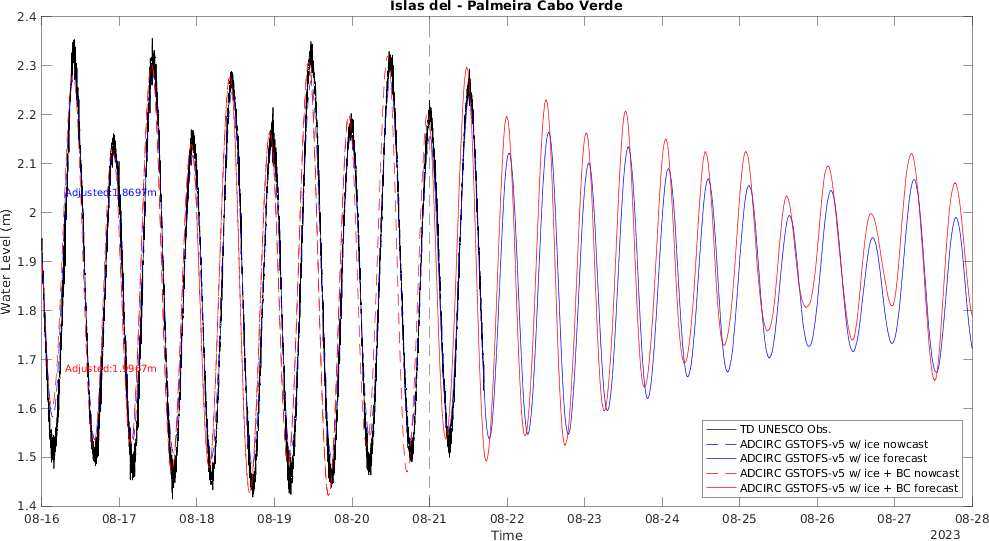 Islas del - Palmeira Cabo Verde
2.4
2.3
2.2
2.1
2
1.9
1.8
1.7
1.6
1.5
1.4
Water Level (m)
Adjusted:1.8697m
Adjusted:1.9967m
TD UNESCO Obs.
ADCIRC GSTOFS-v5 w/ ice nowcast
ADCIRC GSTOFS-v5 w/ ice forecast
ADCIRC GSTOFS-v5 w/ ice + BC nowcast
ADCIRC GSTOFS-v5 w/ ice + BC forecast
08-16 08-17 08-18 08-19 08-20 08-21 08-22 08-23 08-24 08-25 08-26 08-27 08-28
Time
2023